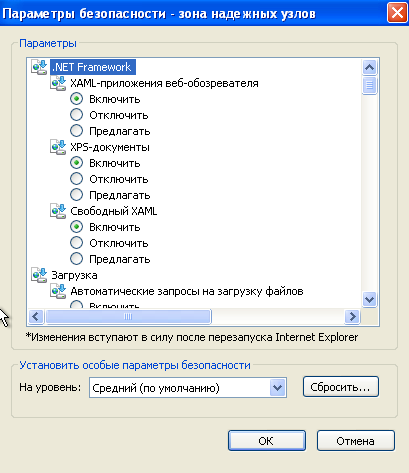 Параметры безопасности - зона надежных узлов
Параметры
.NET Framework
XAML-приложения веб-обозревателя
Включить
Отключить
Предлагать
XPS-документы
Включить
Отключить
Предлагать
Свободный XAML
Включить
Отключить
Предлагать
Загрузка
Автоматические запросы на загрузку файлов
Включить
*Изменения вступают в силу после перезапуска Internet Explorer
Установить особые параметры безопасности
На уровень: Средний (по умолчанию) Сбросить...
OK Отмена